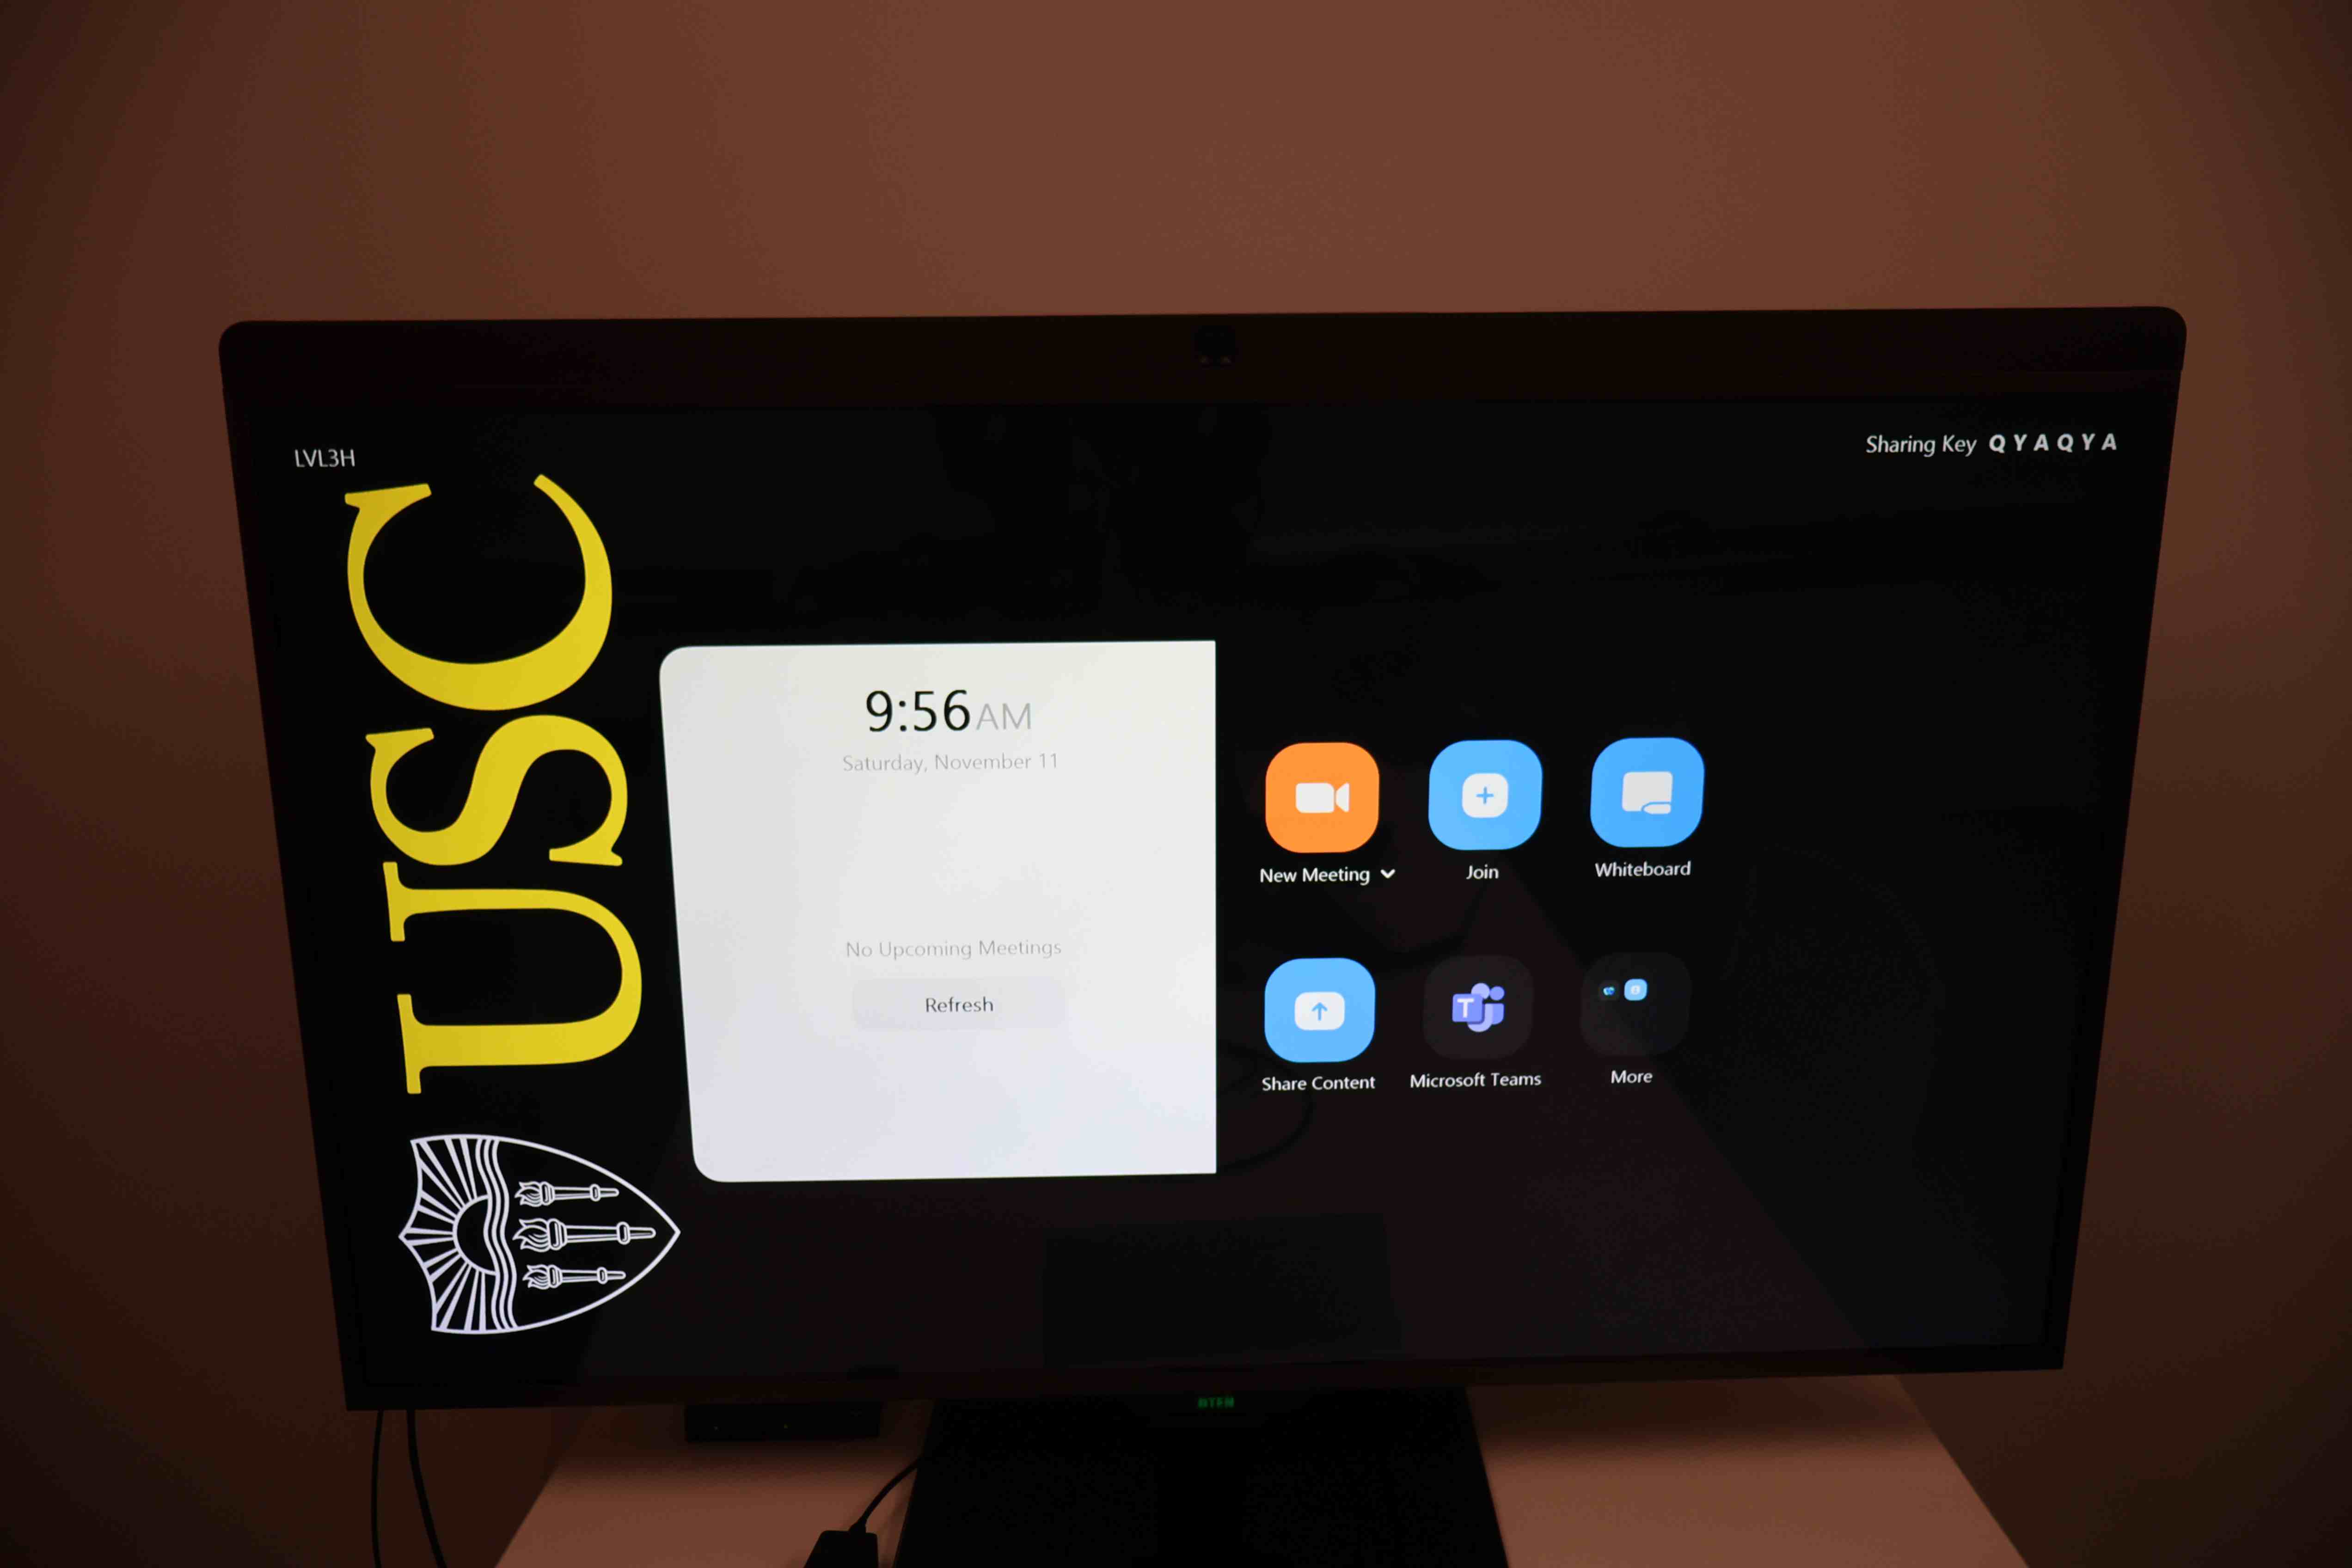 LVL3H
Sharing Key QYAQYA
USC
9:56 AM
Saturday, November 11
No Upcoming Meetings
Refresh
New Meeting
Join
Whiteboard
Share Content
T
Microsoft Teams
More